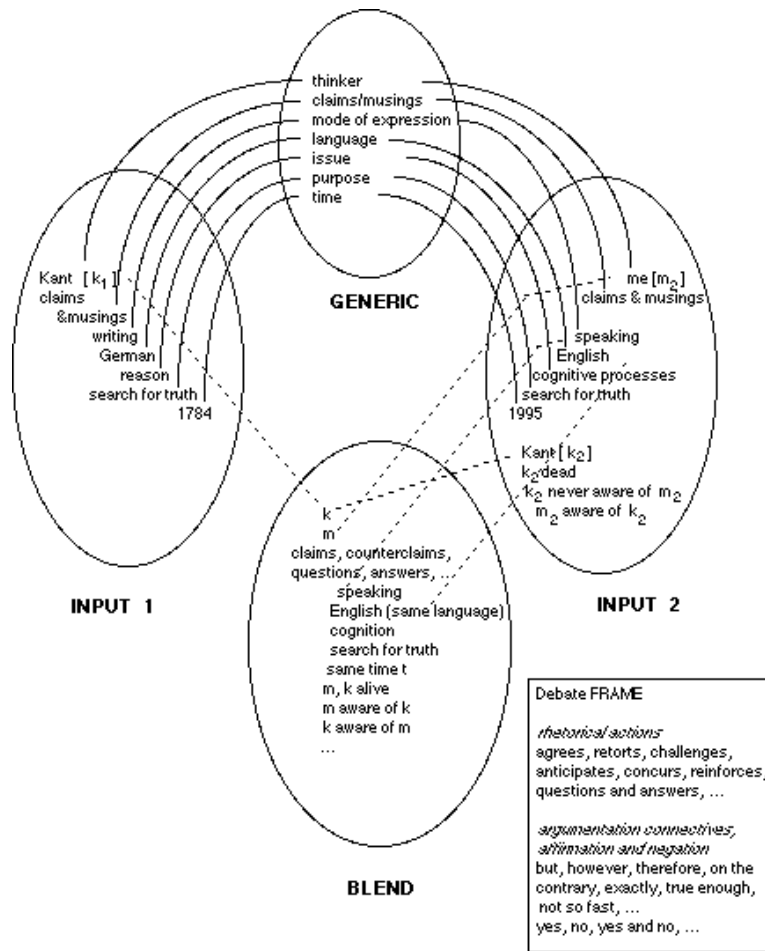 thinker
claims/musings
mode of expression
language
issue
purpose
time
GENERIC
Kant [k1]
claims
&musings
writing
German
reason
search for truth
1784
INPUT 1
me [m2]
claims & musings
speaking
English
cognitive processes
search for truth
1995
Kant [k2]
k2 dead
k2 never aware of m2
m2 aware of k2
INPUT 2
k
m
claims, counterclaims,
questions, answers, ...
speaking
English (same language)
cognition
search for truth
same time t
m, k alive
m aware of k
k aware of m
...
BLEND
Debate FRAME
rhetorical actions
agrees, retorts, challenges,
anticipates, concurs, reinforces,
questions and answers, ...
argumentation connectives,
affirmation and negation
but, however, therefore, on the
contrary, exactly, true enough,
not so fast, ...
yes, no, yes and no, ...